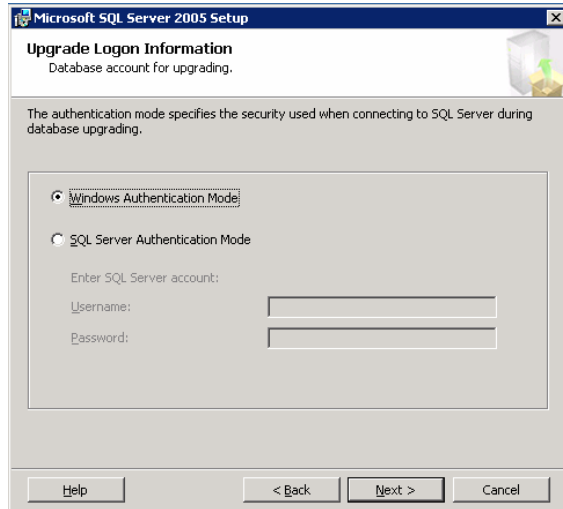 Microsoft SQL Server 2005 Setup
Upgrade Logon Information
Database account for upgrading.
The authentication mode specifies the security used when connecting to SQL Server during
database upgrading.
Windows Authentication Mode
SQL Server Authentication Mode
Enter SQL Server account:
Username:
Password:
Help
< Back
Next >
Cancel